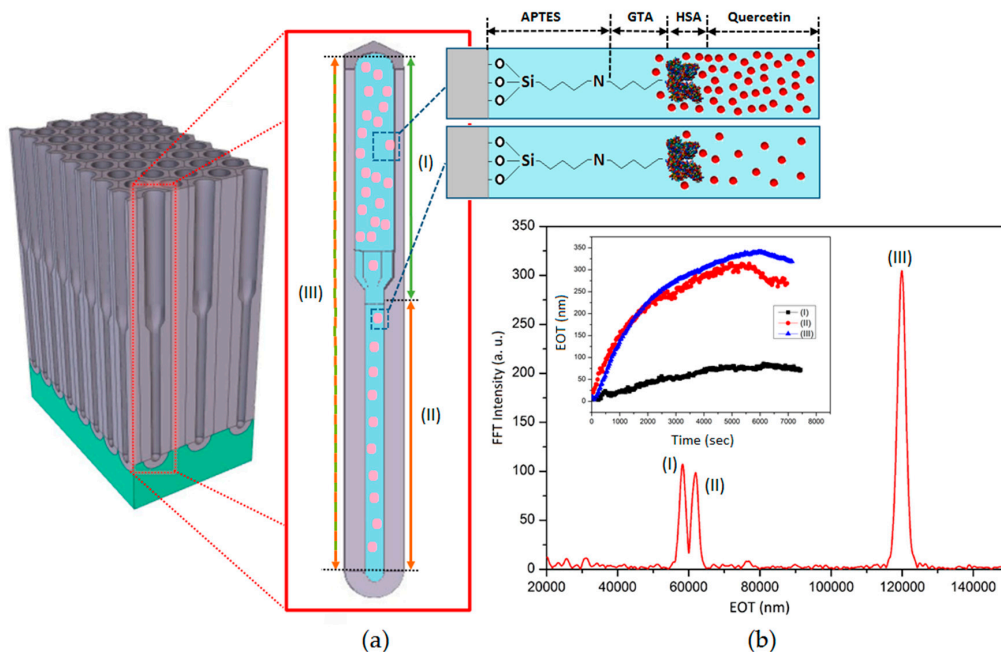 APTES GTA HSA Quercetin
O
O Si N
O
O
O Si N
O
(I)
(II)
(III)
350
300
250
200
150
100
50
0
FFT Intensity (a. u.)
20000 40000 60000 80000 100000 120000 140000
EOT (nm)
(I)
(II)
(III)
350
300
250
200
150
100
50
0
EOT (nm)
0 1000 2000 3000 4000 5000 6000 7000 8000
Time (sec)
(I)
(II)
(III)
(a)
(b)